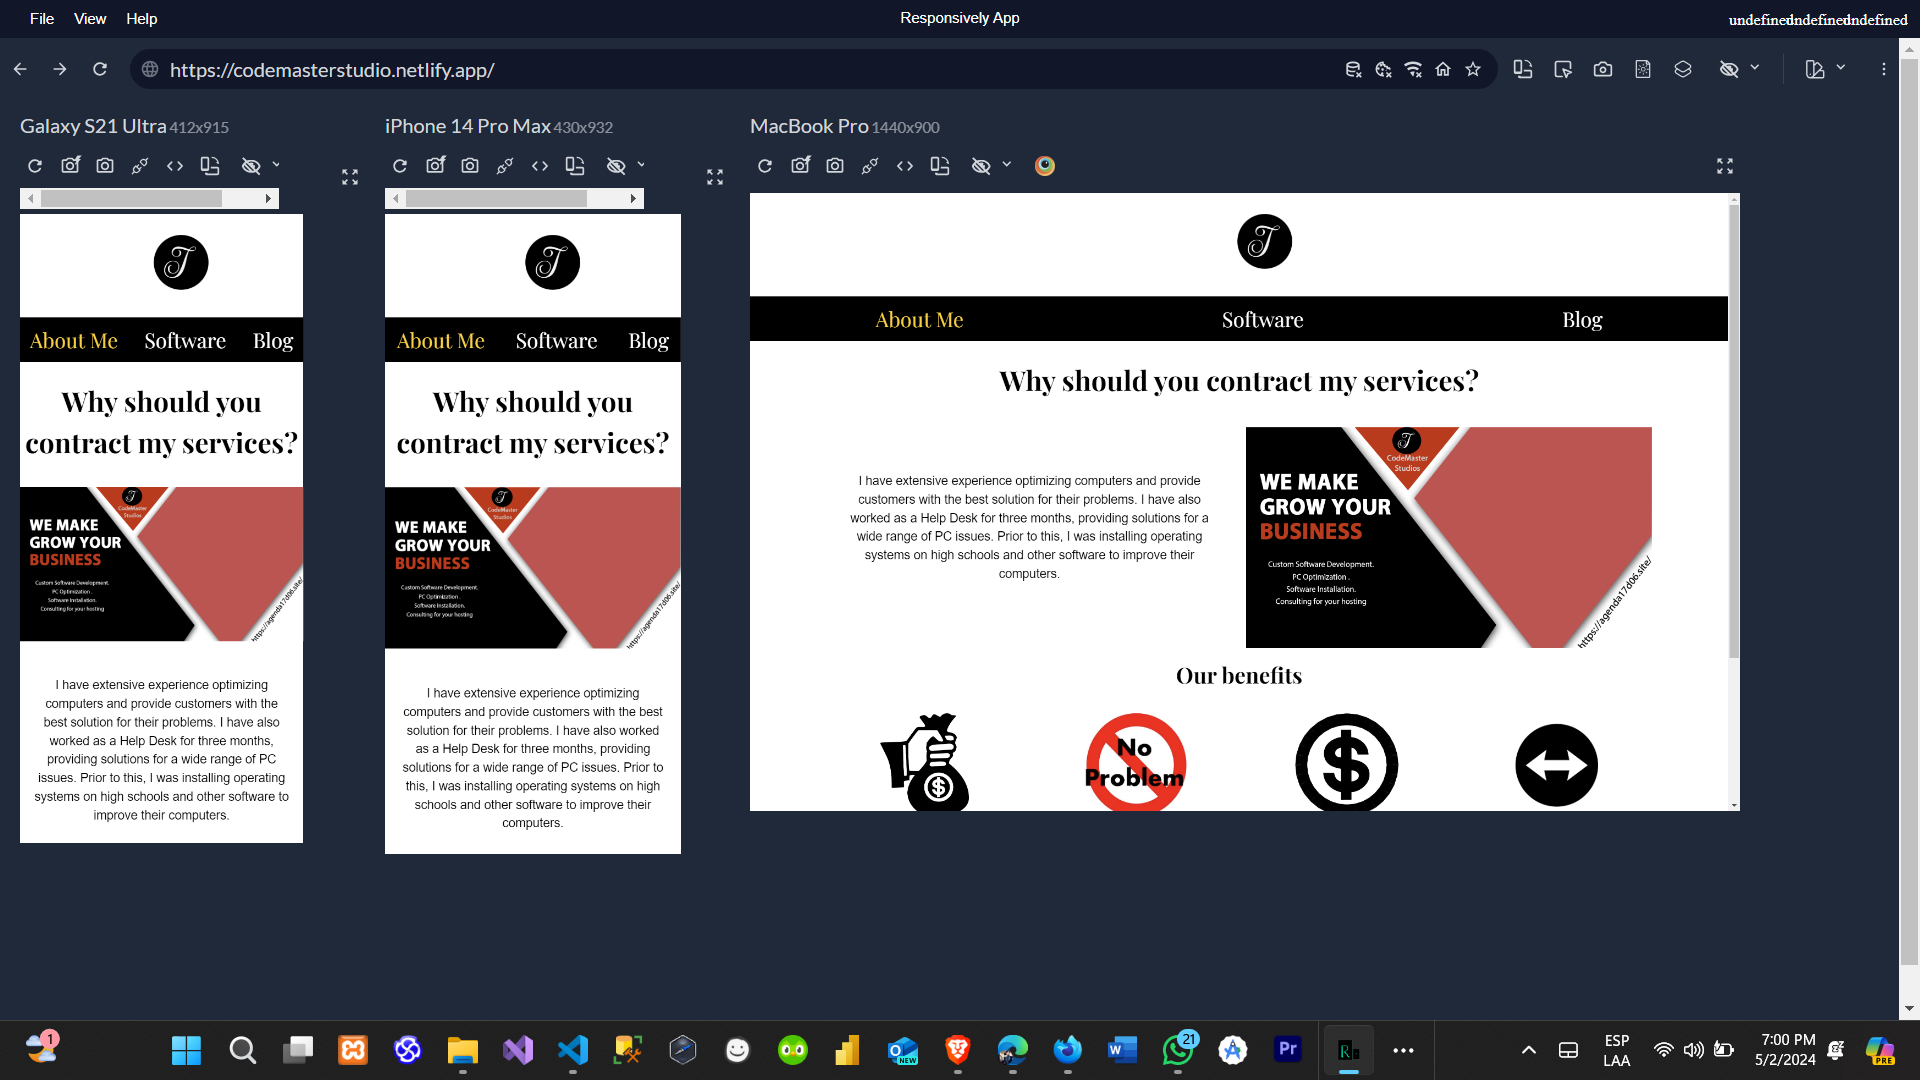 File View Help
Responsively App
undefinedundefinedundefined
https://codemasterstudio.netlify.app/
Galaxy S21 Ultra 412x915
T
About Me Software Blog
Why should you
contract my services?
T
CodeMaster
Studios
WE MAKE
GROW YOUR
BUSINESS
Custom Software Development.
PC Optimization .
Software Installation.
Consulting for your hosting
https://agenda17d06.site/
I have extensive experience optimizing
computers and provide customers with the
best solution for their problems. I have also
worked as a Help Desk for three months,
providing solutions for a wide range of PC
issues. Prior to this, I was installing operating
systems on high schools and other software to
improve their computers.
iPhone 14 Pro Max 430x932
T
About Me Software Blog
Why should you
contract my services?
T
CodeMaster
Studios
WE MAKE
GROW YOUR
BUSINESS
Custom Software Development.
PC Optimization .
Software Installation.
Consulting for your hosting
https://agenda17d06.site/
I have extensive experience optimizing
computers and provide customers with the best
solution for their problems. I have also worked
as a Help Desk for three months, providing
solutions for a wide range of PC issues. Prior to
this, I was installing operating systems on high
schools and other software to improve their
computers.
MacBook Pro 1440x900
T
About Me Software Blog
Why should you contract my services?
I have extensive experience optimizing computers and provide
customers with the best solution for their problems. I have also
worked as a Help Desk for three months, providing solutions for a
wide range of PC issues. Prior to this, I was installing operating
systems on high schools and other software to improve their
computers.
T
CodeMaster
Studios
WE MAKE
GROW YOUR
BUSINESS
Custom Software Development.
PC Optimization .
Software Installation.
Consulting for your hosting
https://agenda17d06.site/
Our benefits
$
No
Problem
$
1
NEW
W
21
Pr
R
ESP
LAA
7:00 PM
5/2/2024
PRE